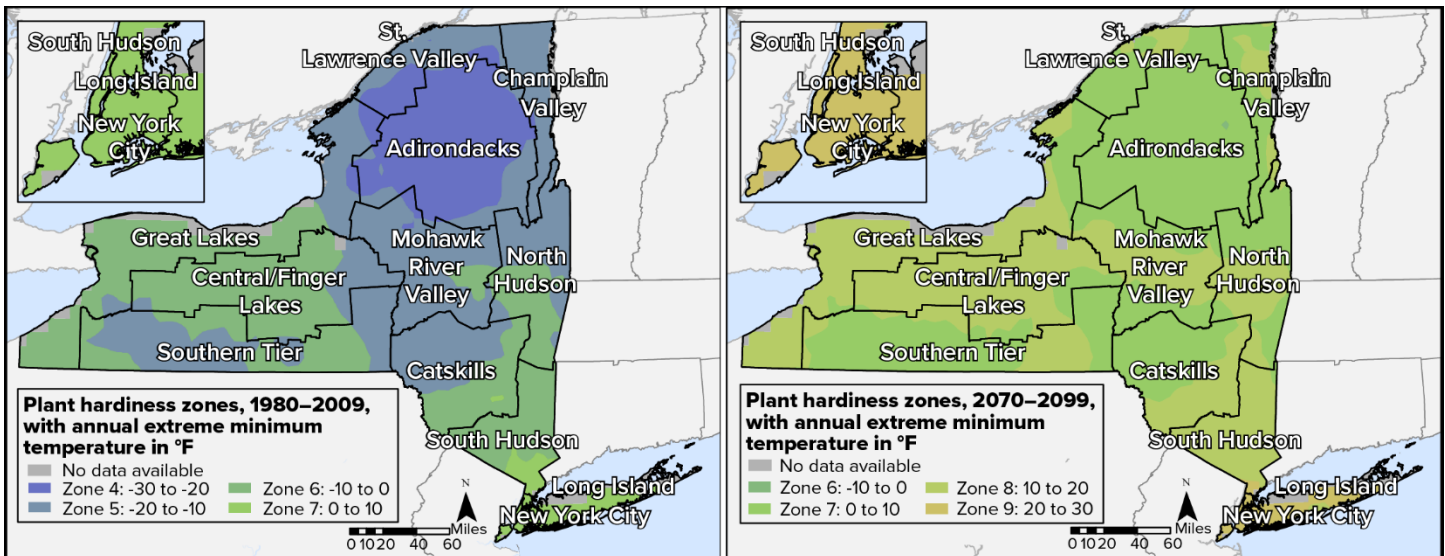 South Hudson
Long Island
New York
City
St.
Lawrence Valley
Champlain
Valley
Adirondacks
Great Lakes
Mohawk
River
Valley
North
Hudson
Central/Finger
Lakes
Southern Tier
Catskills
South Hudson
Long Island
New York City
Plant hardiness zones, 1980–2009,
with annual extreme minimum
temperature in °F
No data available
Zone 4: -30 to -20
Zone 5: -20 to -10
Zone 6: -10 to 0
Zone 7: 0 to 10
N
Miles
0 10 20 40 60
South Hudson
Long Island
New York
City
St.
Lawrence Valley
Champlain
Valley
Adirondacks
Great Lakes
Mohawk
River
Valley
North
Hudson
Central/Finger
Lakes
Southern Tier
Catskills
South Hudson
Long Island
New York City
Plant hardiness zones, 2070–2099,
with annual extreme minimum
temperature in °F
No data available
Zone 6: -10 to 0
Zone 7: 0 to 10
Zone 8: 10 to 20
Zone 9: 20 to 30
N
Miles
0 10 20 40 60